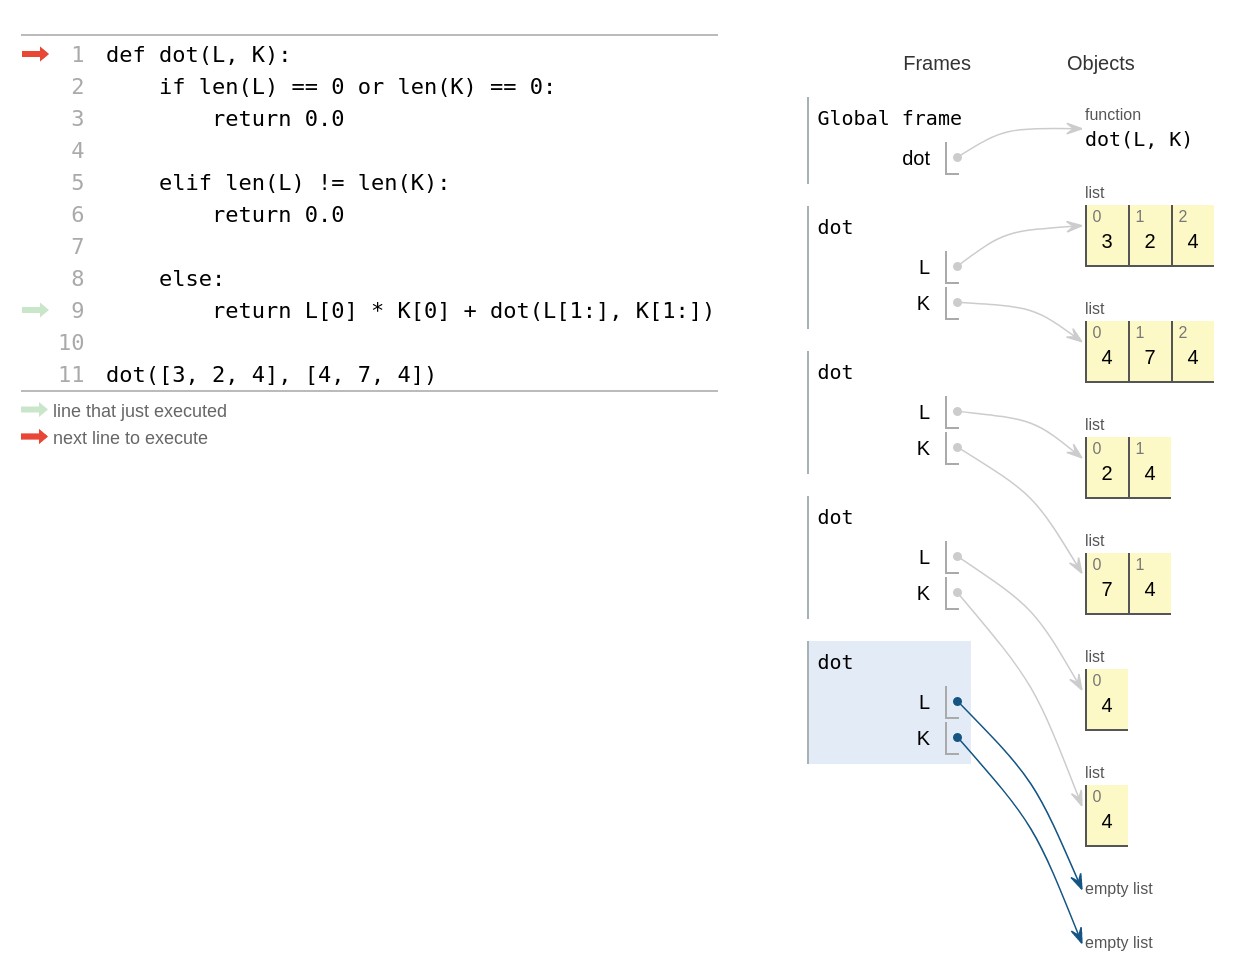 1 def dot(L, K):
2     if len(L) == 0 or len(K) == 0:
3         return 0.0
4
5     elif len(L) != len(K):
6         return 0.0
7
8     else:
9         return L[0] * K[0] + dot(L[1:], K[1:])
10
11 dot([3, 2, 4], [4, 7, 4])
line that just executed
next line to execute
Frames Objects
Global frame
dot
function
dot(L, K)
dot
L
K
list
0 1 2
3 2 4
list
0 1 2
4 7 4
dot
L
K
list
0 1
2 4
list
0 1
7 4
dot
L
K
list
0
4
list
0
4
dot
L
K
empty list
empty list